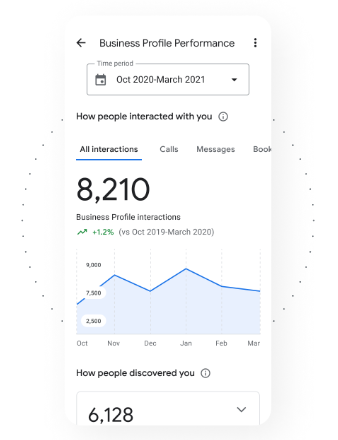 Business Profile Performance
Time period
Oct 2020-March 2021
How people interacted with you
All interactions Calls Messages Book
8,210
Business Profile interactions
+1.2% (vs Oct 2019-March 2020)
9,000
7,500
2,500
Oct Nov Dec Jan Feb Mar
How people discovered you
6,128